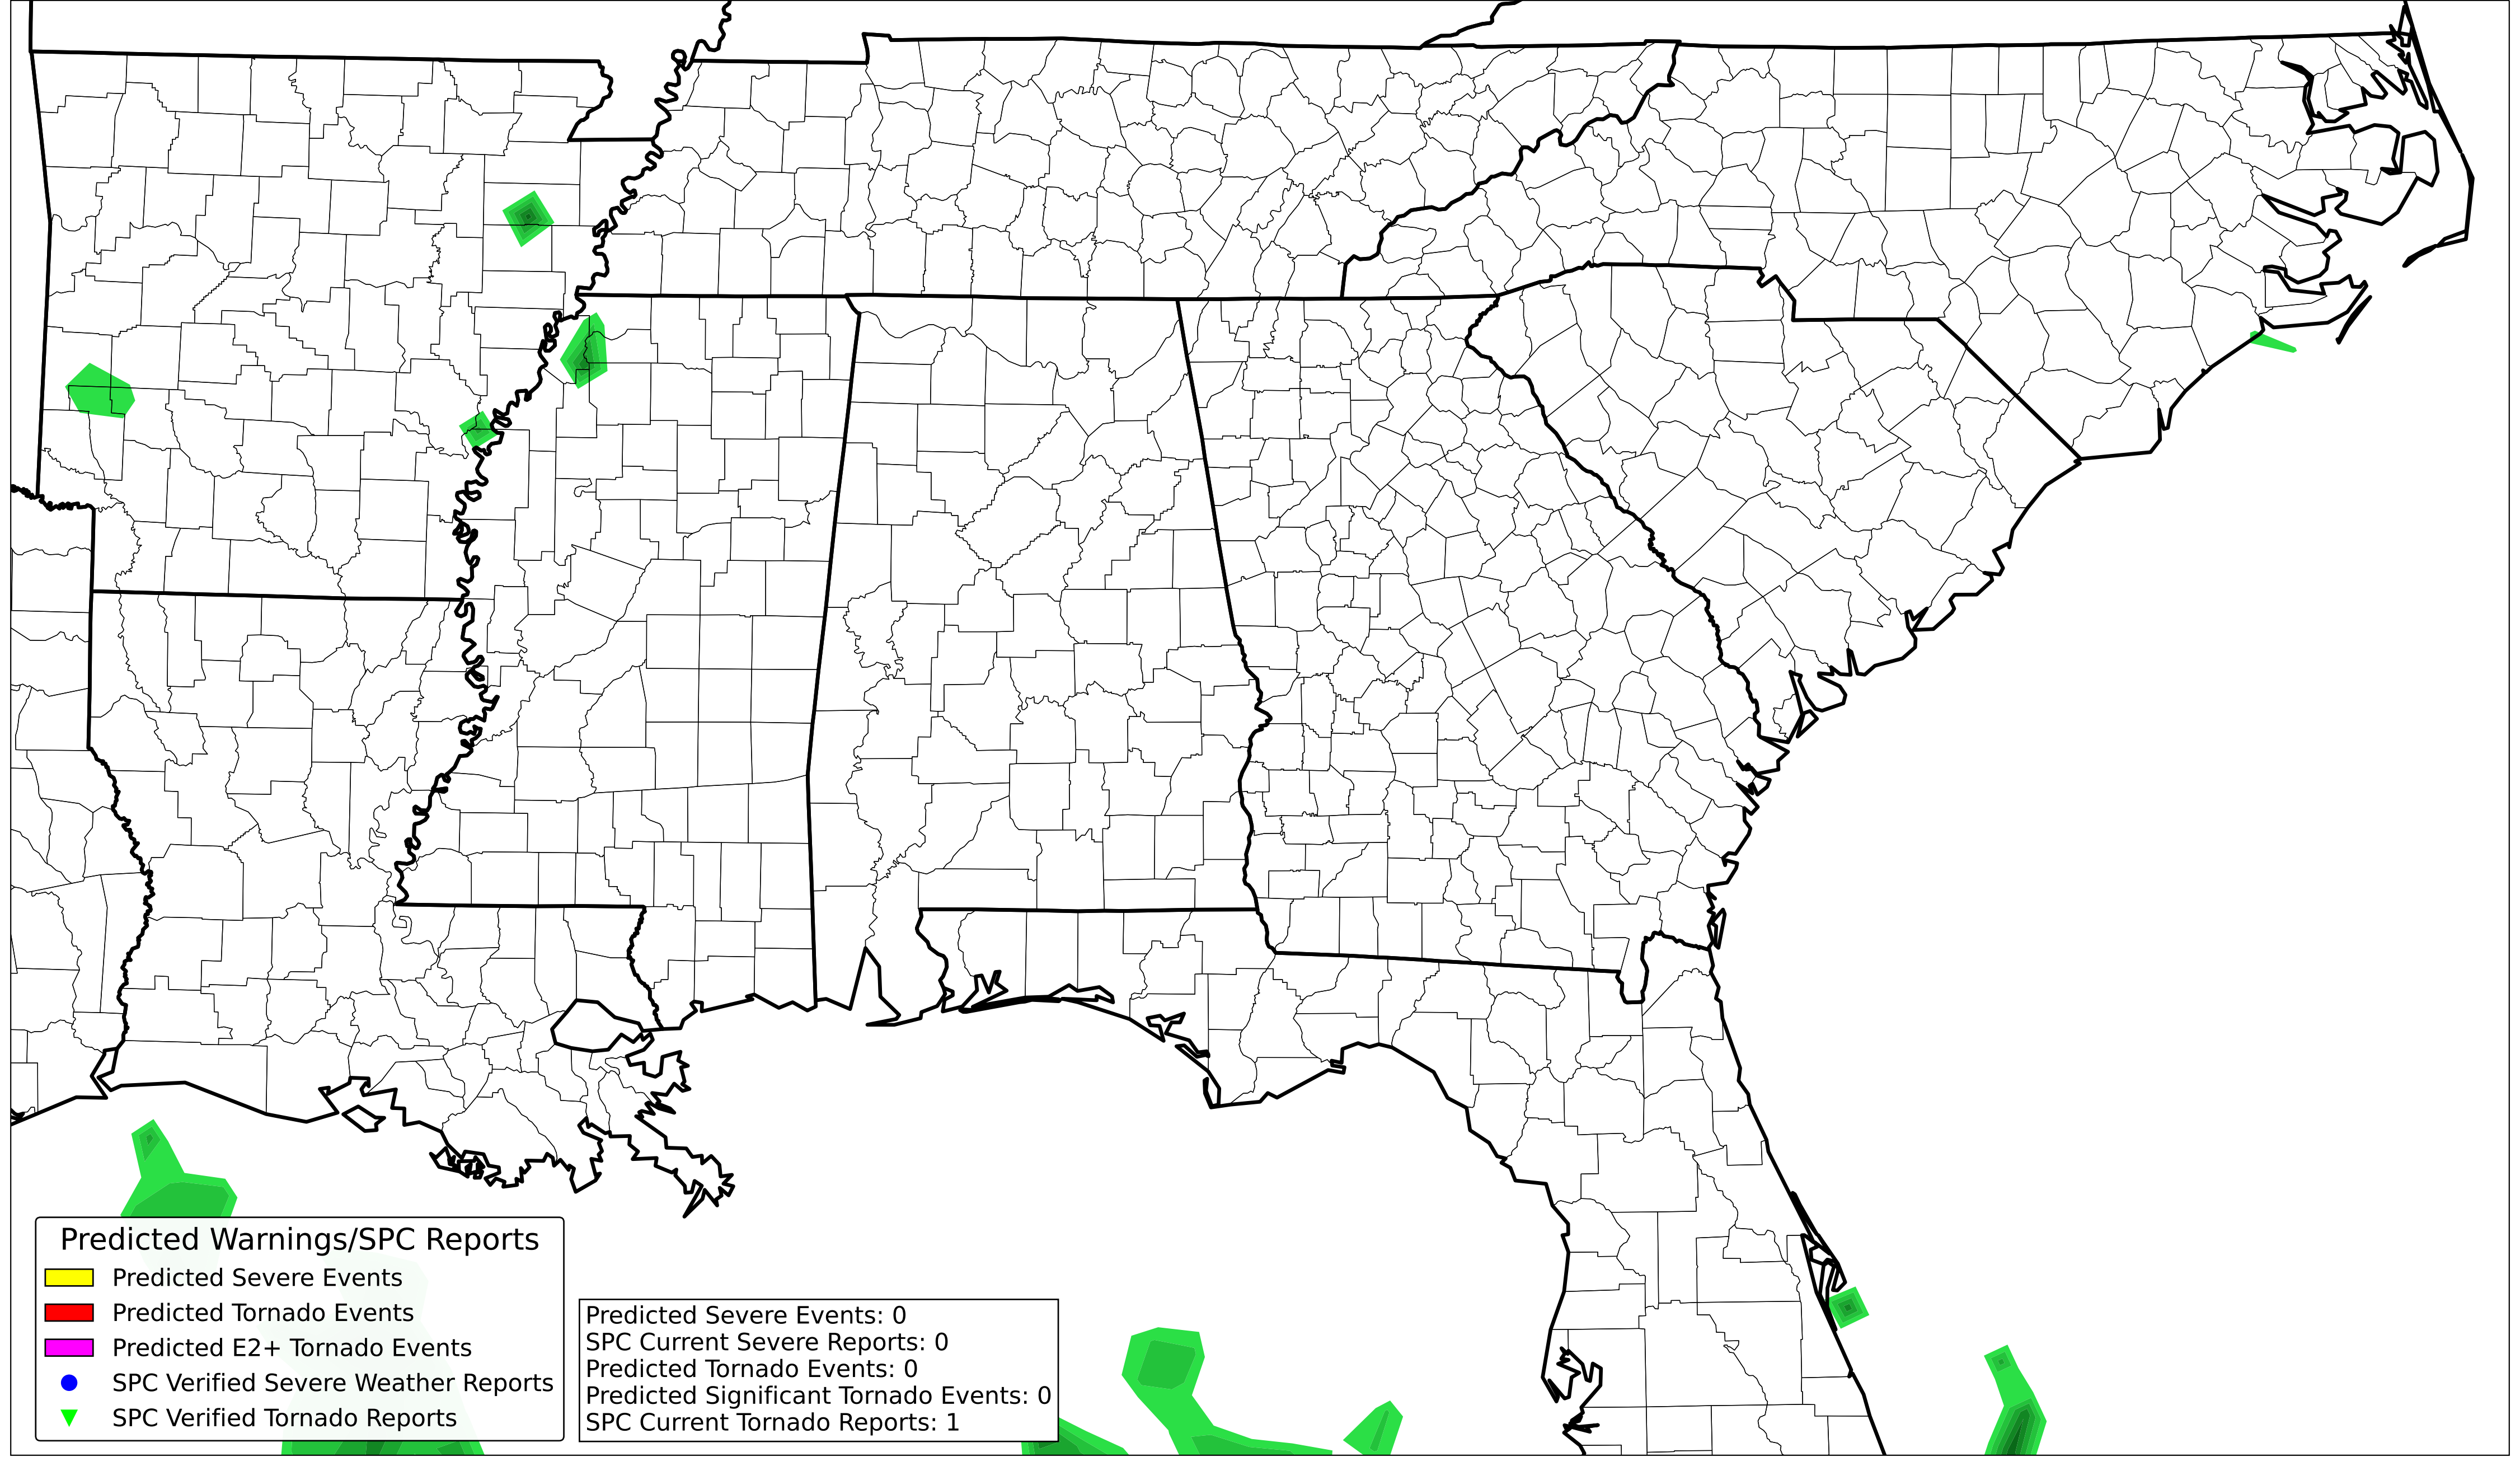 Predicted Warnings/SPC Reports
Predicted Severe Events
Predicted Tornado Events
Predicted E2+ Tornado Events
SPC Verified Severe Weather Reports
SPC Verified Tornado Reports
Predicted Severe Events: 0
SPC Current Severe Reports: 0
Predicted Tornado Events: 0
Predicted Significant Tornado Events: 0
SPC Current Tornado Reports: 1